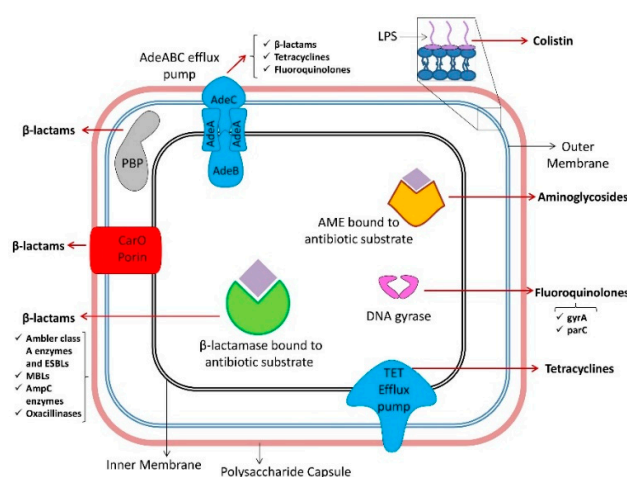 AdeABC efflux
pump
✓ β-lactams
✓ Tetracyclines
✓ Fluoroquinolones
LPS
Colistin
AdeC
AdeA
AdeA
AdeB
β-lactams
PBP
Outer
Membrane
Aminoglycosides
AME bound to
antibiotic substrate
CarO
Porin
β-lactams
Fluoroquinolones
✓ gyrA
✓ parC
DNA gyrase
β-lactams
✓ Ambler class
A enzymes
and ESBLs
✓ MBLs
✓ AmpC
enzymes
✓ Oxacillinases
β-lactamase bound to
antibiotic substrate
TET
Efflux
pump
Tetracyclines
Inner Membrane
Polysaccharide Capsule